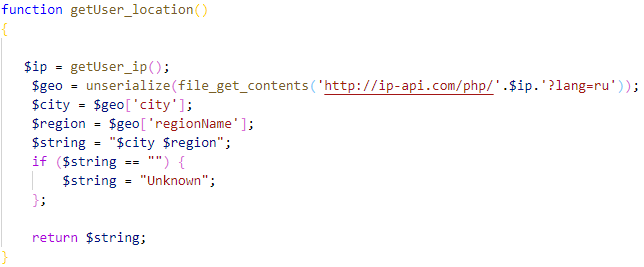 function getUser_location()
{
$ip = getUser_ip();
$geo = unserialize(file_get_contents('http://ip-api.com/php/'.$ip.'?lang=ru'));
$city = $geo['city'];
$region = $geo['regionName'];
$string = "$city $region";
if ($string == "") {
$string = "Unknown";
};
return $string;
}